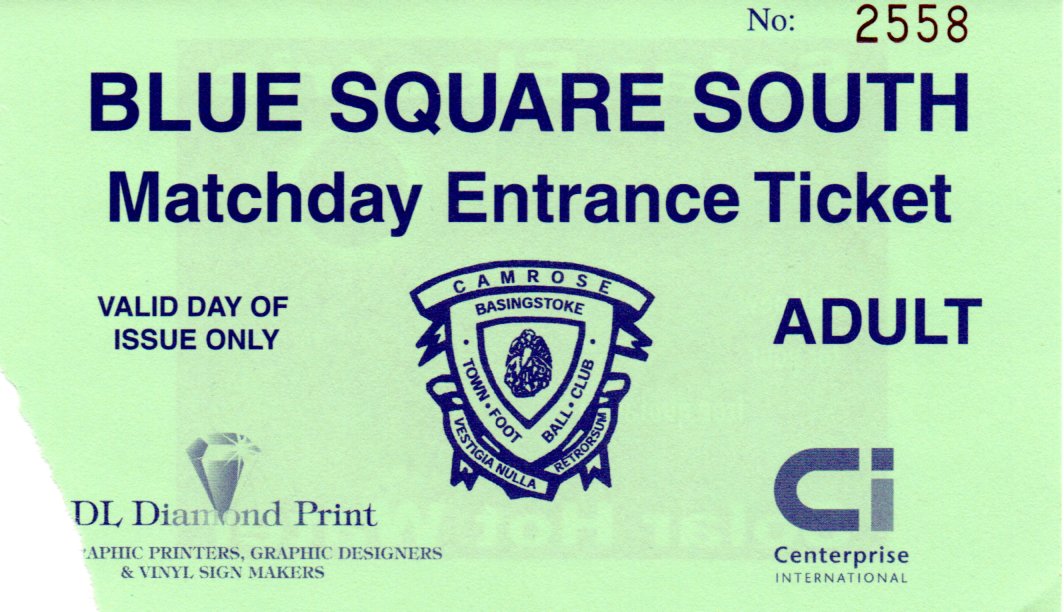 No: 2558
BLUE SQUARE SOUTH
Matchday Entrance Ticket
VALID DAY OF
ISSUE ONLY
CAMROSE
BASINGSTOKE
· TOWN · FOOT BALL · CLUB ·
VESTIGIA NULLA RETRORSUM
ADULT
DL Diamond Print
APHIC PRINTERS, GRAPHIC DESIGNERS
& VINYL SIGN MAKERS
Ci
Centerprise
INTERNATIONAL